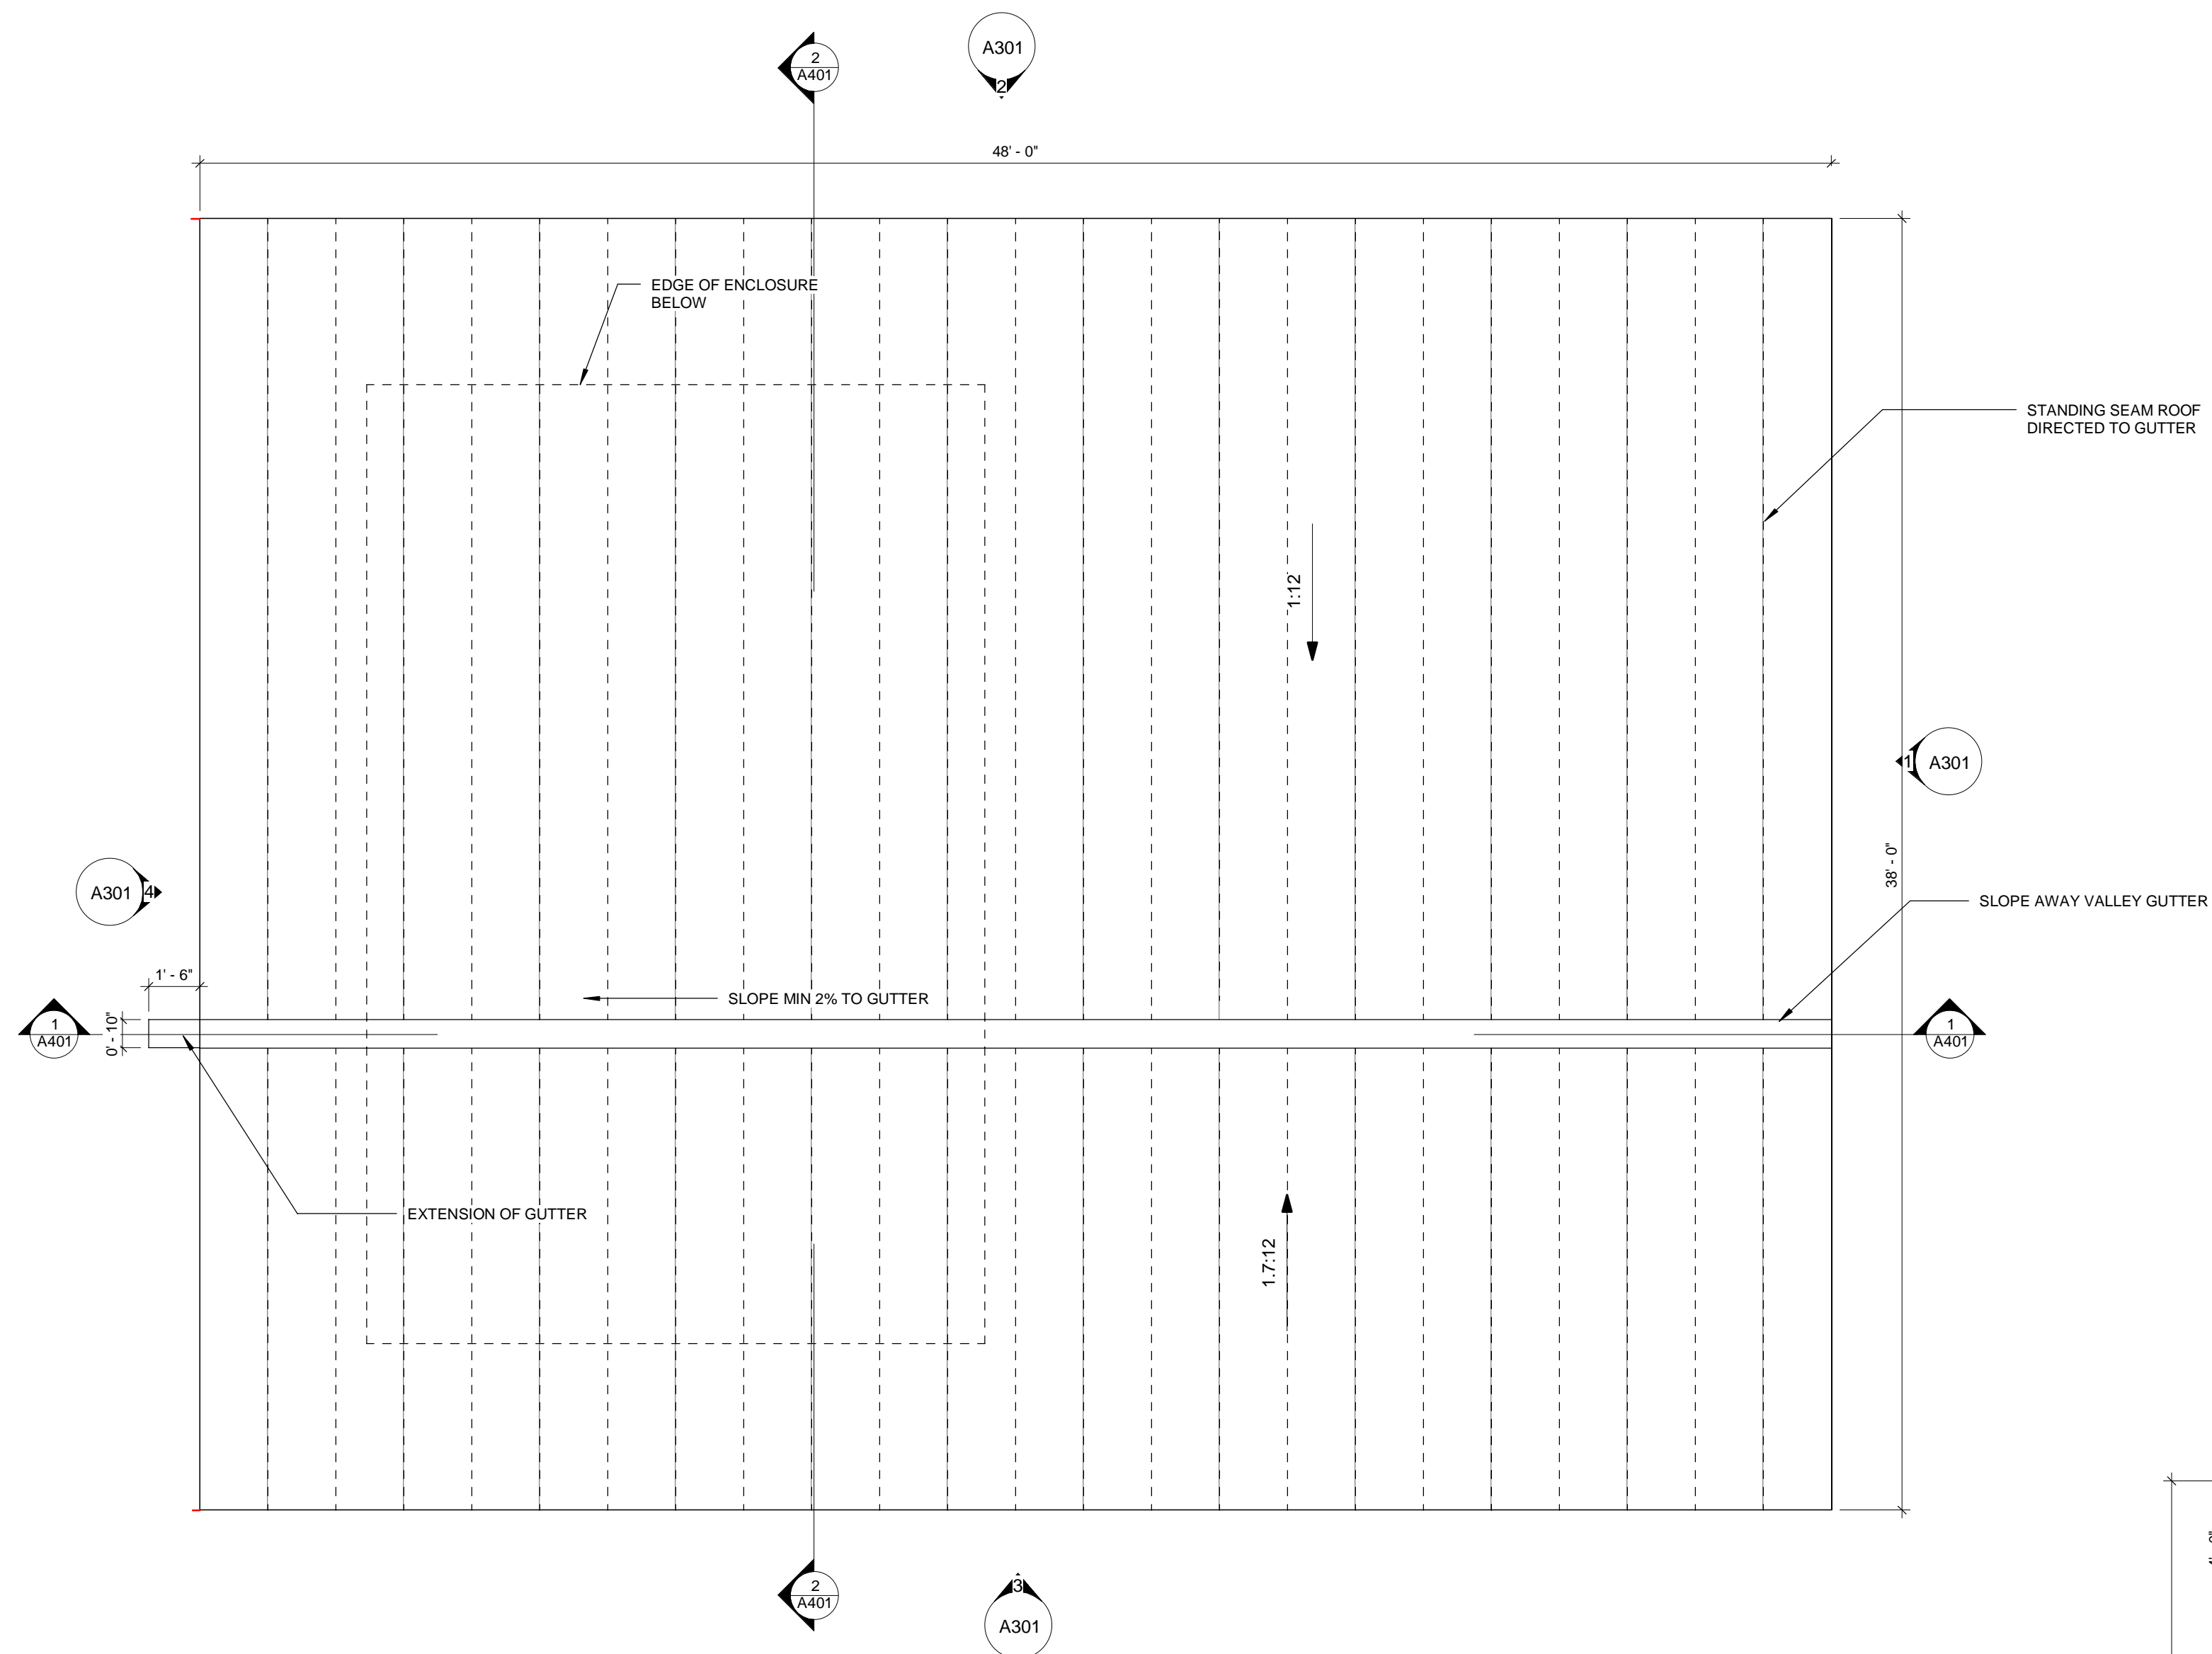 2
A401
A301
2
48' - 0"
EDGE OF ENCLOSURE
BELOW
STANDING SEAM ROOF
DIRECTED TO GUTTER
1:12
1
A301
38' - 0"
A301
4
SLOPE AWAY VALLEY GUTTER
1' - 6"
SLOPE MIN 2% TO GUTTER
0' - 10"
1
A401
1
A401
EXTENSION OF GUTTER
1.7:12
2
A401
3
A301